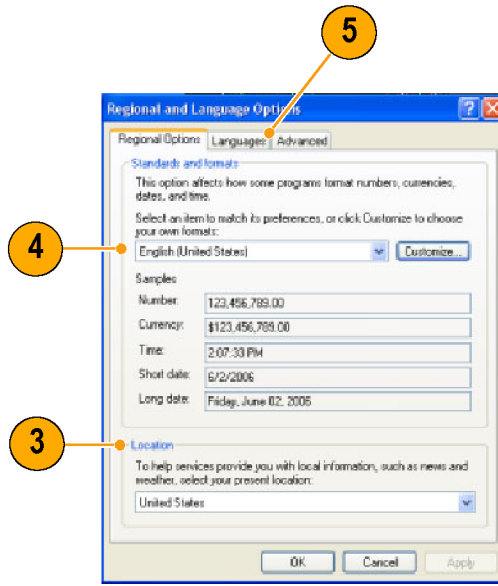 5
Regional and Language Options
Regional Options Languages Advanced
Standards and formats
This option affects how some programs format numbers, currencies,
dates, and time.
Select an item to match its preferences, or click Customize to choose
your own formats:
4
English (United States) Customize...
Samples
Number: 123,456,789.00
Currency: $123,456,789.00
Time: 2:07:33 PM
Short date: 6/2/2006
Long date: Friday, June 02, 2006
3
Location
To help services provide you with local information, such as news and
weather, select your present location:
United States
OK Cancel Apply